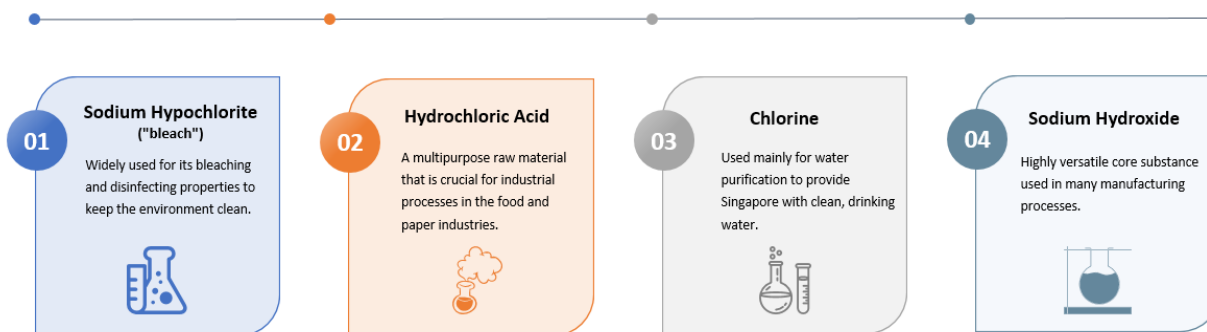 01
Sodium Hypochlorite
("bleach")
Widely used for its bleaching
and disinfecting properties to
keep the environment clean.
02
Hydrochloric Acid
A multipurpose raw material
that is crucial for industrial
processes in the food and
paper industries.
03
Chlorine
Used mainly for water
purification to provide
Singapore with clean, drinking
water.
04
Sodium Hydroxide
Highly versatile core substance
used in many manufacturing
processes.